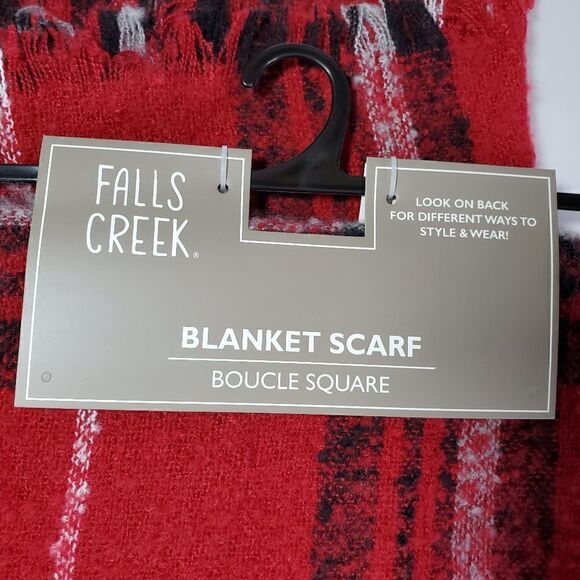 FALLS
CREEK®
LOOK ON BACK
FOR DIFFERENT WAYS TO
STYLE & WEAR!
BLANKET SCARF
BOUCLE SQUARE